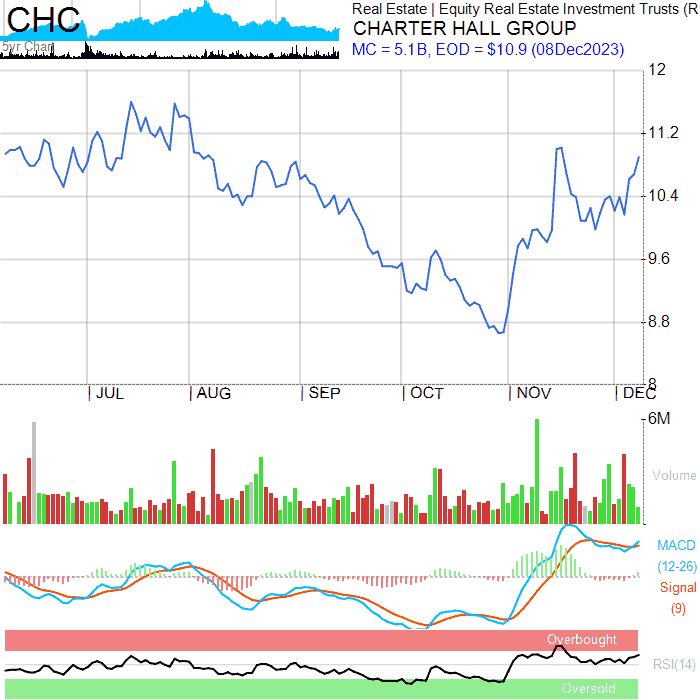 CHC
5yr Chart
Real Estate | Equity Real Estate Investment Trusts (R
CHARTER HALL GROUP
MC = 5.1B, EOD = $10.9 (08Dec2023)
12
11.2
10.4
9.6
8.8
8
JUL AUG SEP OCT NOV DEC
6M
Volume
MACD
(12-26)
Signal
(9)
Overbought
RSI(14)
Oversold